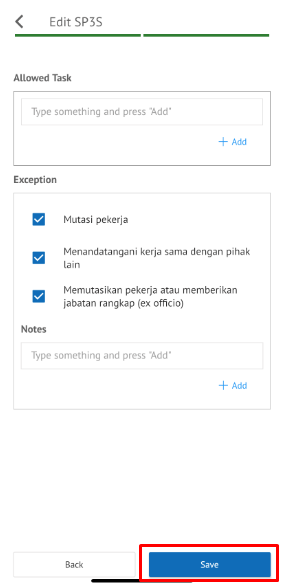 Edit SP3S
Allowed Task
Type something and press "Add"
+ Add
Exception
Mutasi pekerja
Menandatangani kerja sama dengan pihak
lain
Memutasikan pekerja atau memberikan
jabatan rangkap (ex officio)
Notes
Type something and press "Add"
+ Add
Back
Save